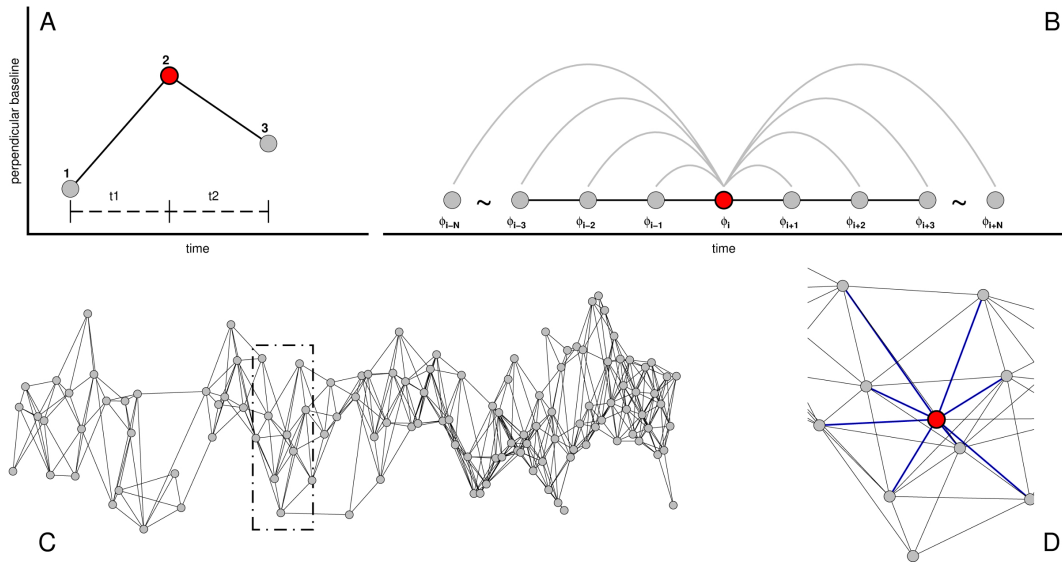 A
B
perpendicular baseline
1
2
3
t1
t2
time
~
~
ϕi−N
ϕi−3
ϕi−2
ϕi−1
ϕi
ϕi+1
ϕi+2
ϕi+3
ϕi+N
time
C
D